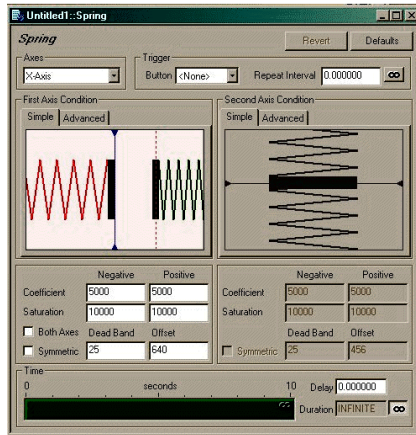 Untitled1::Spring
Spring Revert Defaults
Axes Trigger
X-Axis Button <None> Repeat Interval 0.000000
First Axis Condition Second Axis Condition
Simple Advanced Simple Advanced
Negative Positive Negative Positive
Coefficient 5000 5000 Coefficient 5000 5000
Saturation 10000 10000 Saturation 10000 10000
Both Axes Dead Band Offset Dead Band Offset
Symmetric 25 640 Symmetric 25 456
Time
0 seconds 10 Delay 0.000000
Duration INFINITE